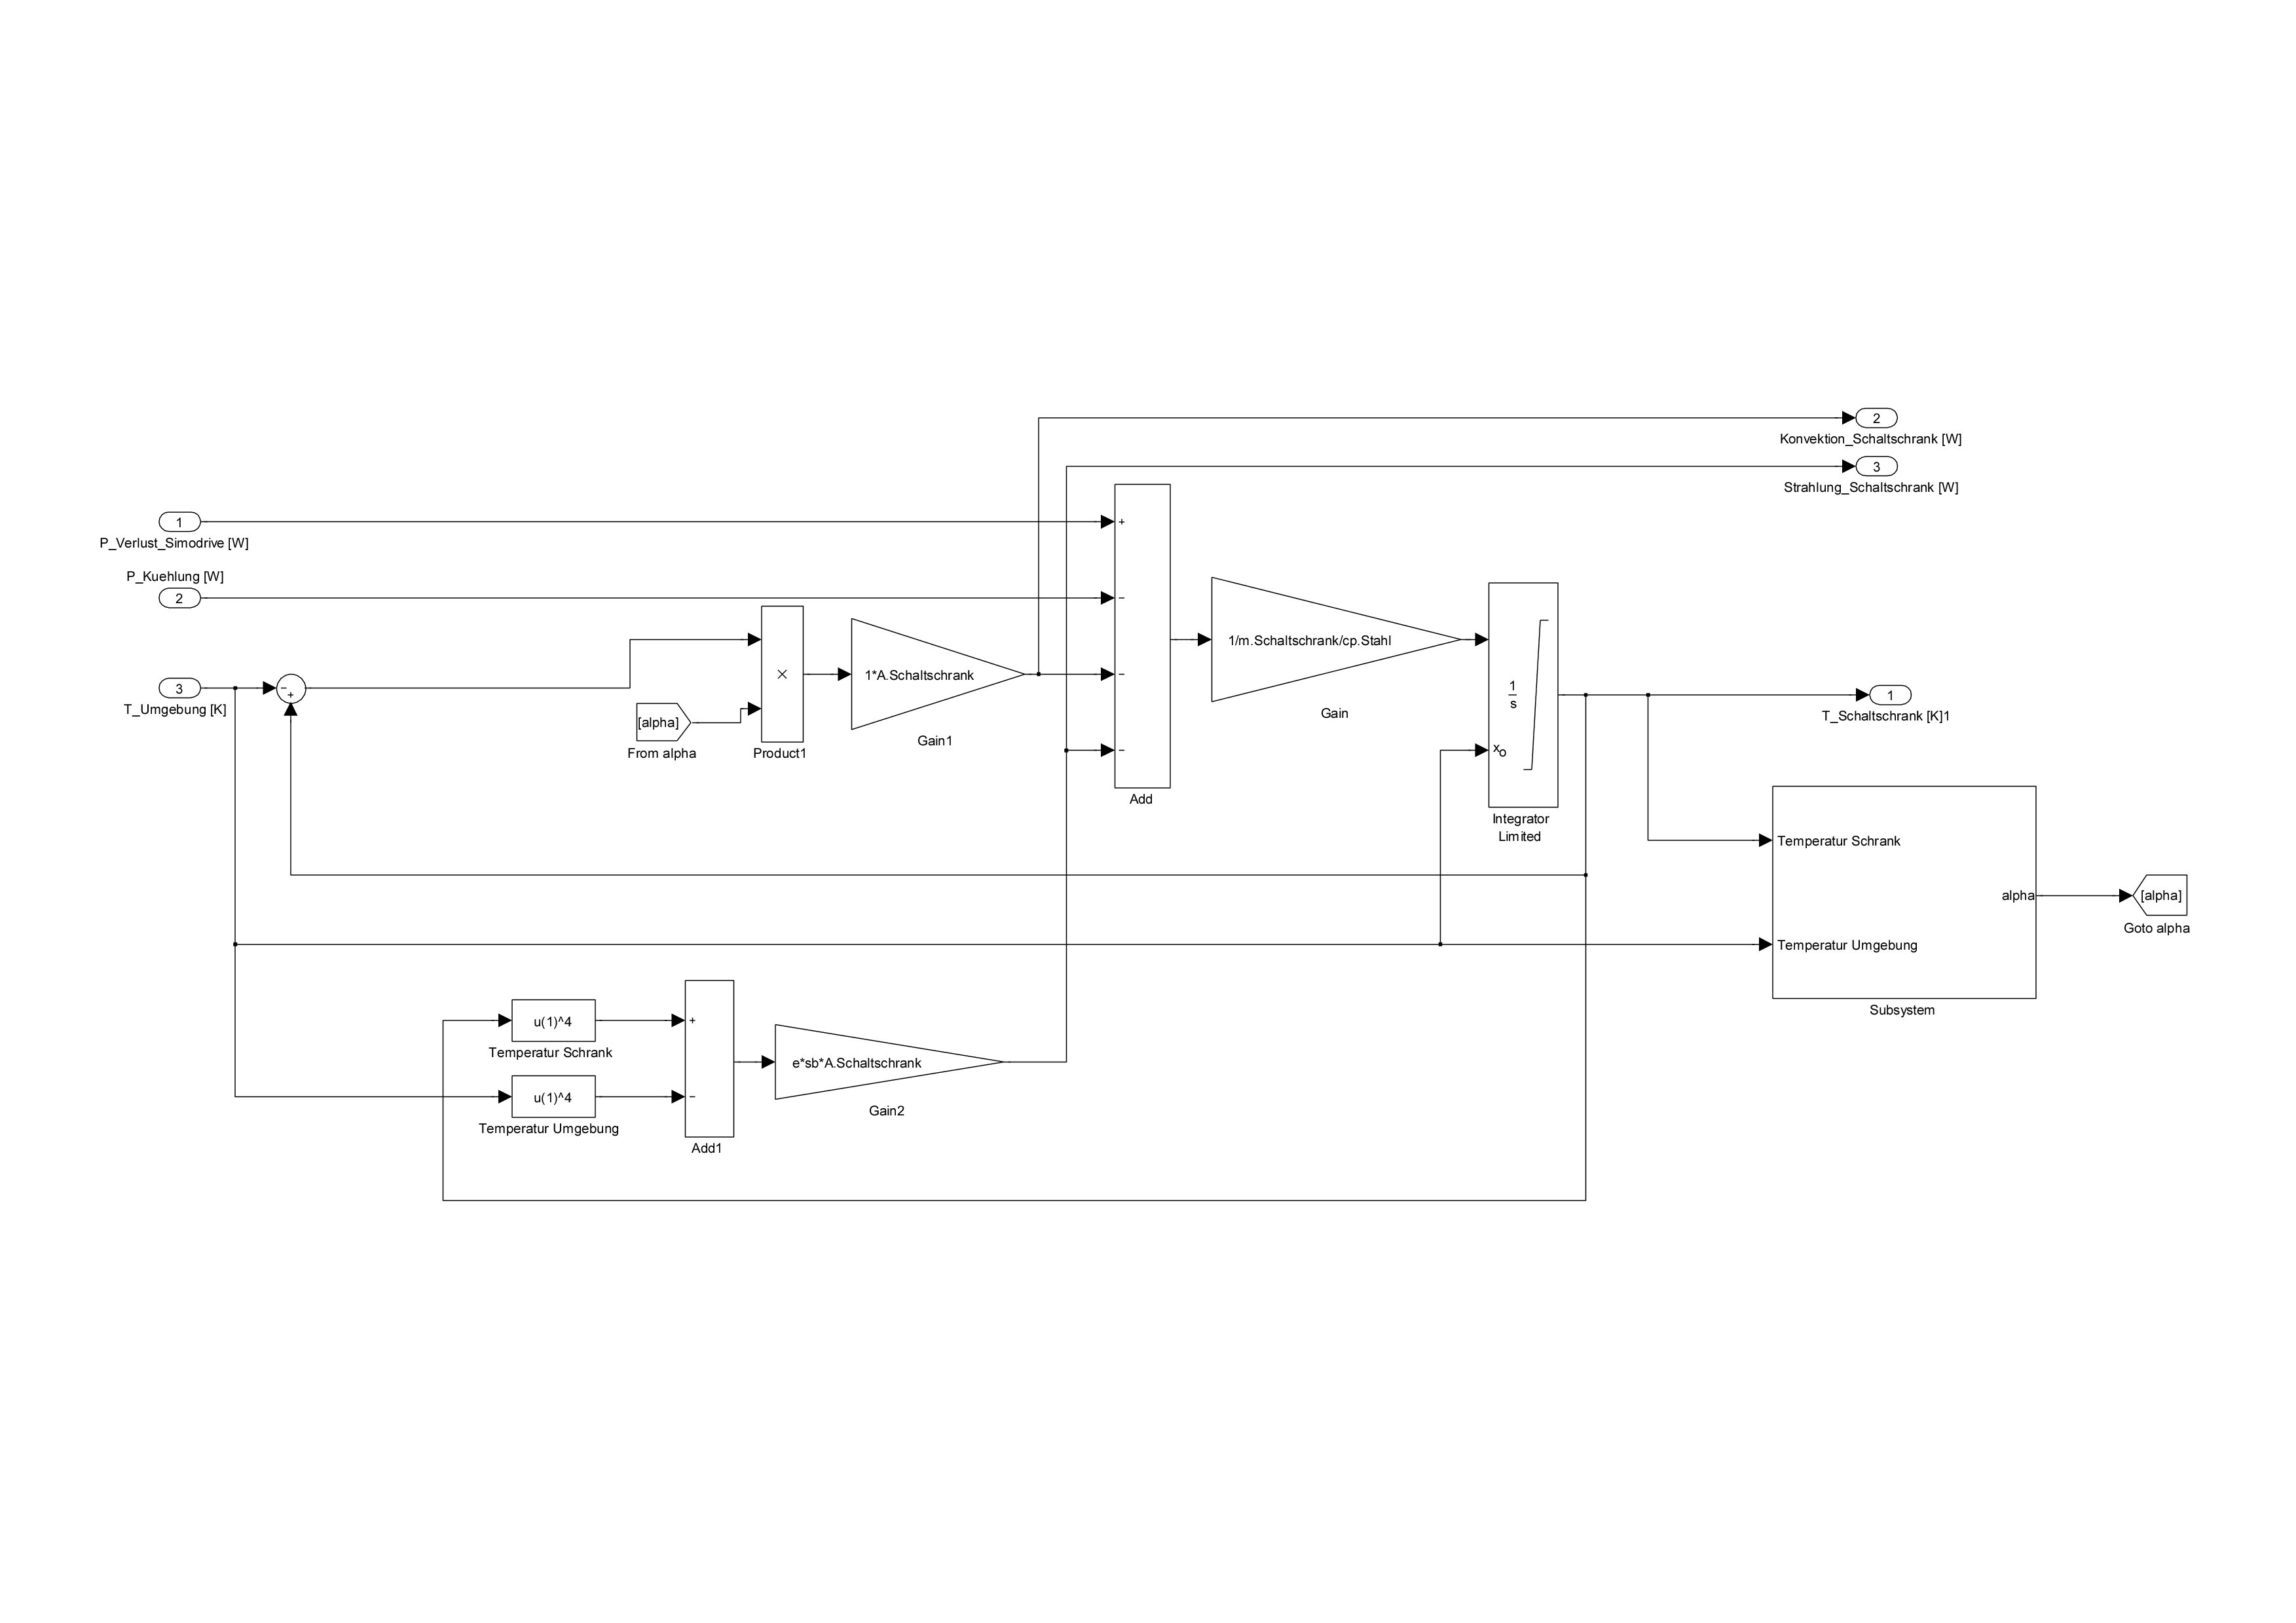 2
Konvektion_Schaltschrank [W]
3
Strahlung_Schaltschrank [W]
1
P_Verlust_Simodrive [W]
+
P_Kuehlung [W]
2
−
1/m.Schaltschrank/cp.Stahl
Gain
×
1*A.Schaltschrank
Gain1
−
3
T_Umgebung [K]
−
+
[alpha]
From alpha
Product1
−
Add
1
s
xo
Integrator
Limited
1
T_Schaltschrank [K]1
Temperatur Schrank
alpha
Temperatur Umgebung
Subsystem
[alpha]
Goto alpha
u(1)^4
Temperatur Schrank
+
e*sb*A.Schaltschrank
Gain2
u(1)^4
Temperatur Umgebung
−
Add1